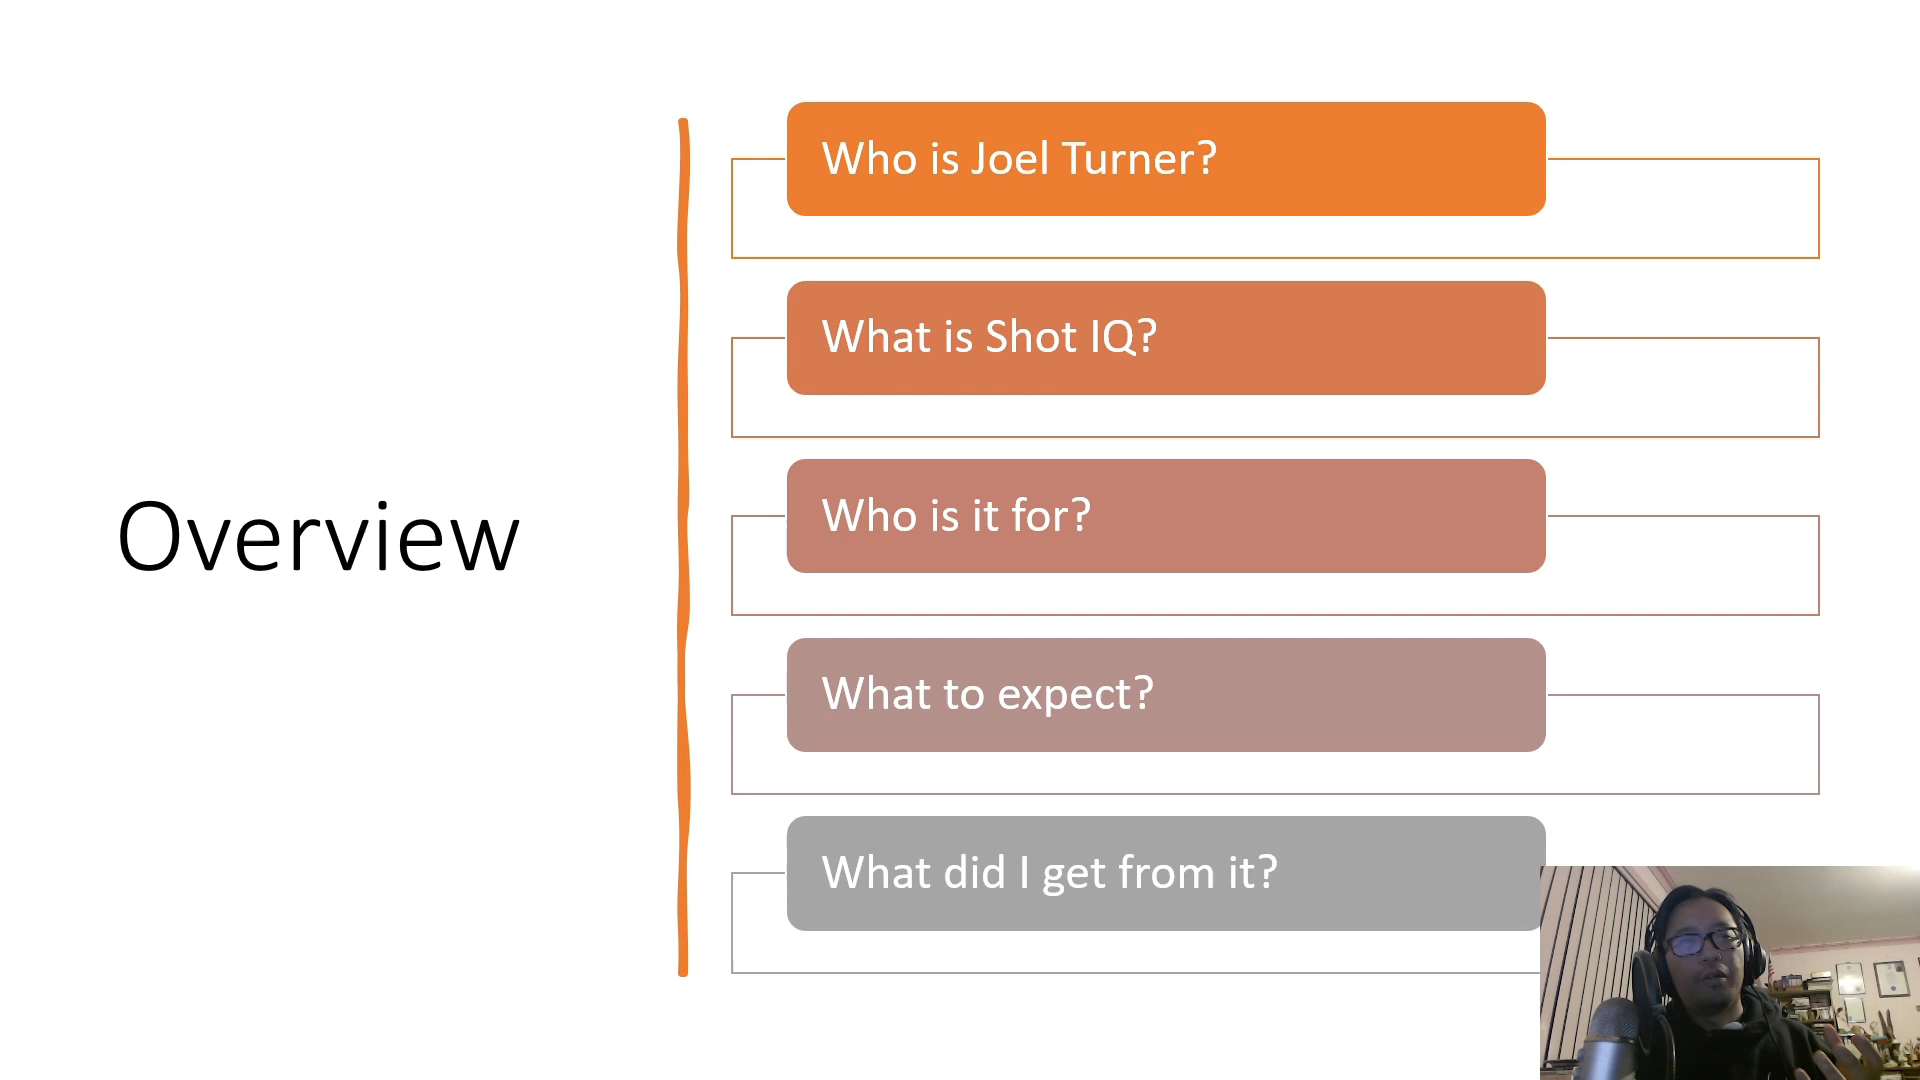 Overview
Who is Joel Turner?
What is Shot IQ?
Who is it for?
What to expect?
What did I get from it?